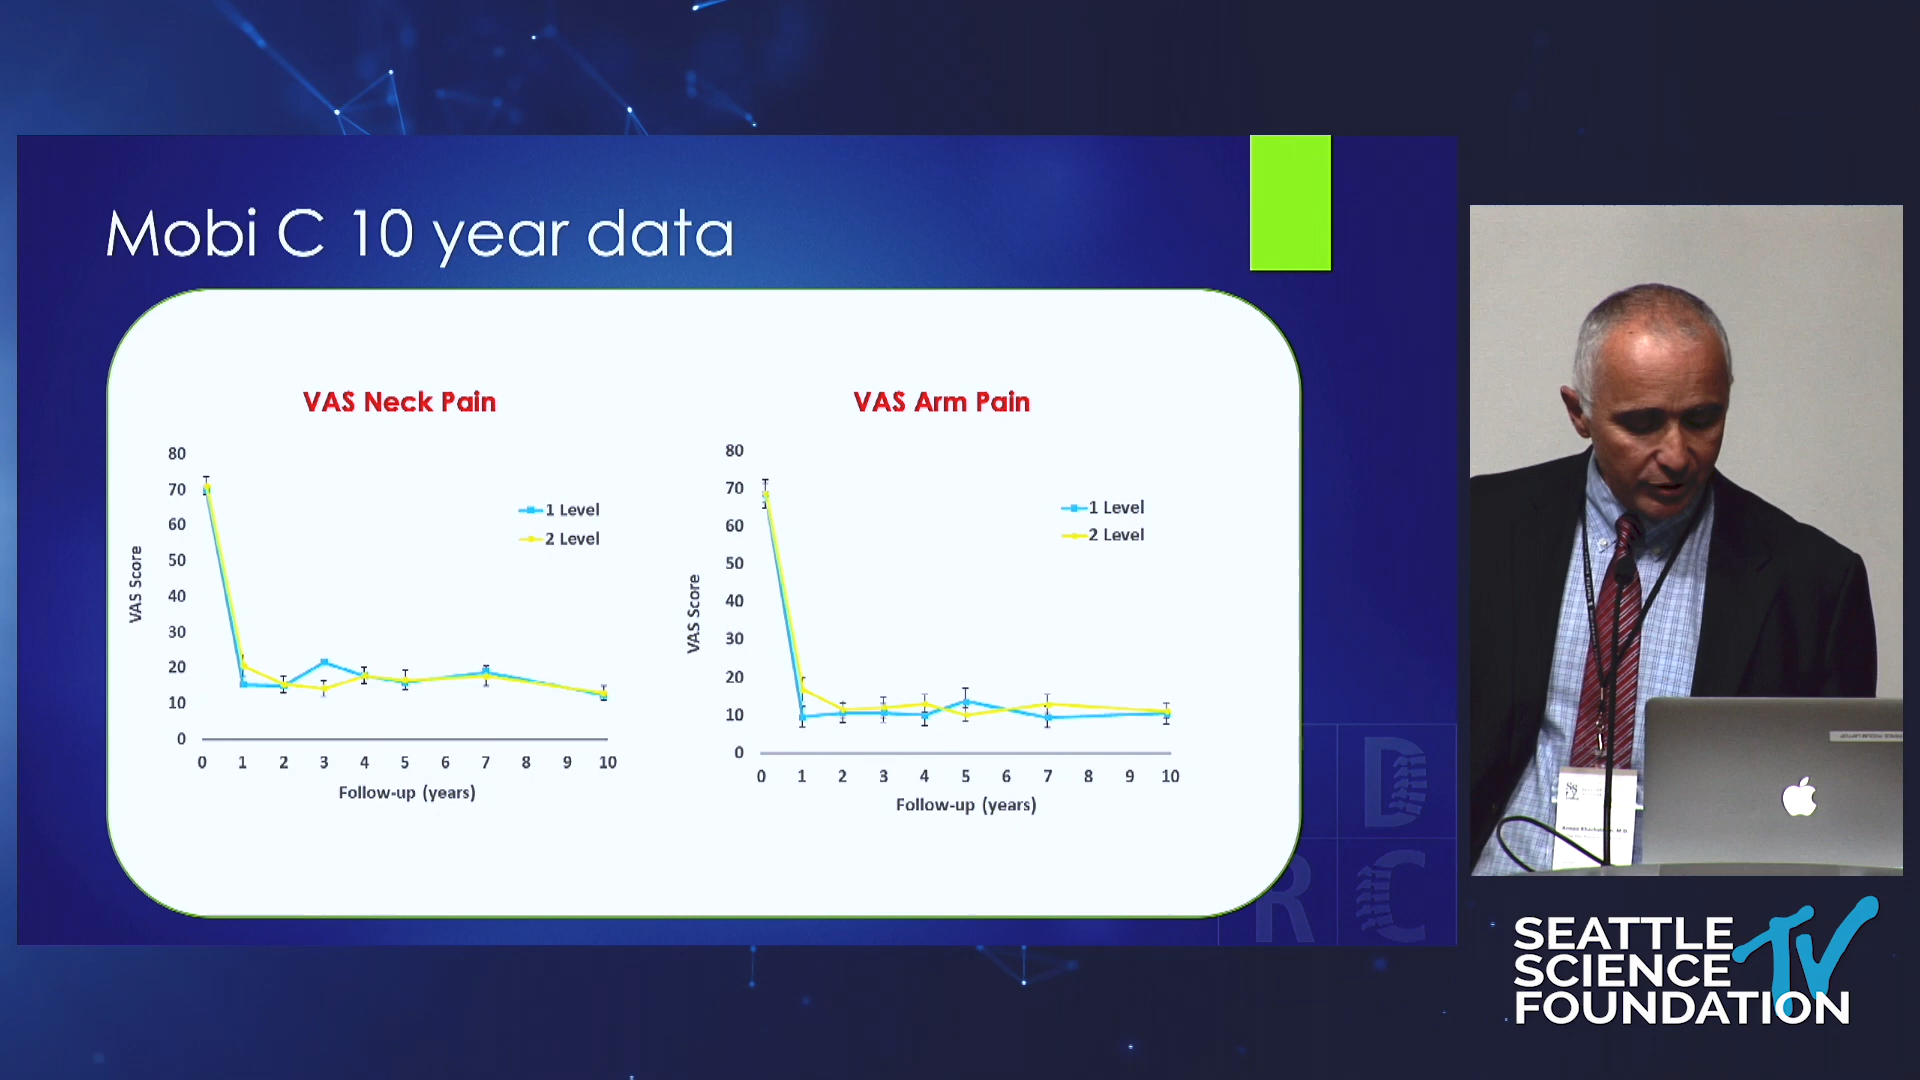 Mobi C 10 year data
VAS Neck Pain
80
70
60
50
40
30
20
10
0
VAS Score
1 Level
2 Level
0 1 2 3 4 5 6 7 8 9 10
Follow-up (years)
VAS Arm Pain
80
70
60
50
40
30
20
10
0
VAS Score
1 Level
2 Level
0 1 2 3 4 5 6 7 8 9 10
Follow-up (years)
D
R C
SEATTLE
SCIENCE TV
FOUNDATION